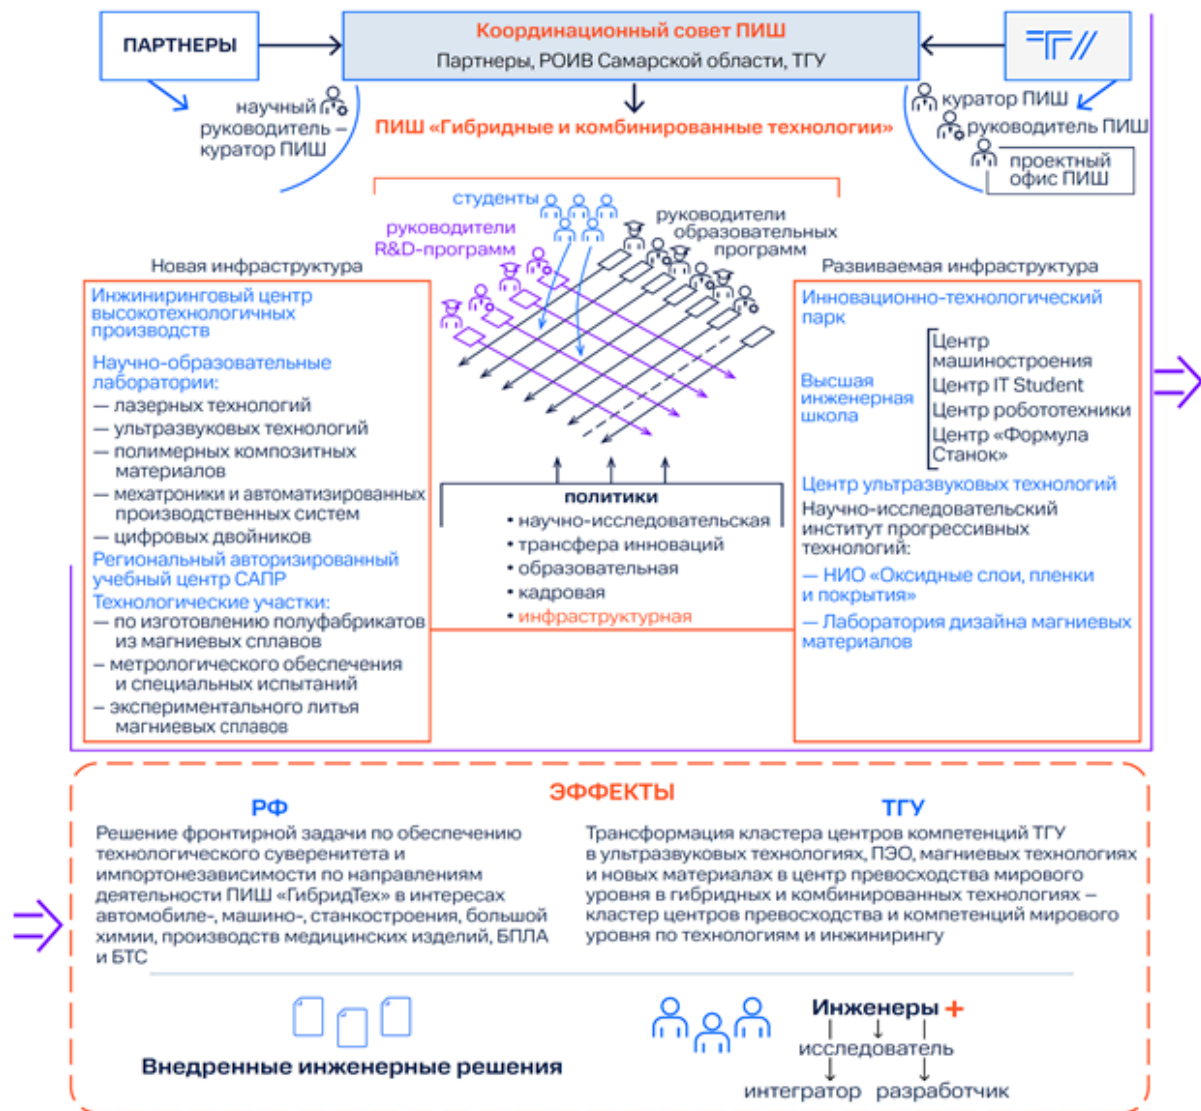 ПАРТНЕРЫ
Координационный совет ПИШ
Партнеры, РОИВ Самарской области, ТГУ
ТГУ
научный
руководитель –
куратор ПИШ
ПИШ «Гибридные и комбинированные технологии»
куратор ПИШ
руководитель ПИШ
проектный
офис ПИШ
студенты
руководители
R&D-программ
руководители
образовательных
программ
Новая инфраструктура
Инжиниринговый центр
высокотехнологичных
производств
Научно-образовательные
лаборатории:
— лазерных технологий
— ультразвуковых технологий
— полимерных композитных
материалов
— мехатроники и автоматизированных
производственных систем
— цифровых двойников
Региональный авторизированный
учебный центр САПР
Технологические участки:
— по изготовлению полуфабрикатов
из магниевых сплавов
— метрологического обеспечения
и специальных испытаний
– экспериментального литья
магниевых сплавов
политики
• научно-исследовательская
• трансфера инноваций
• образовательная
• кадровая
• инфраструктурная
Развиваемая инфраструктура
Инновационно-технологический
парк
Высшая
инженерная
школа
Центр
машиностроения
Центр IT Student
Центр робототехники
Центр «Формула
Станок»
Центр ультразвуковых технологий
Научно-исследовательский
институт прогрессивных
технологий:
— НИО «Оксидные слои, пленки
и покрытия»
— Лаборатория дизайна магниевых
материалов
ЭФФЕКТЫ
РФ
Решение фронтирной задачи по обеспечению
технологического суверенитета и
импортонезависимости по направлениям
деятельности ПИШ «ГибридТех» в интересах
автомобиле-, машино-, станкостроения, большой
химии, производств медицинских изделий, БПЛА
и БТС
ТГУ
Трансформация кластера центров компетенций ТГУ
в ультразвуковых технологиях, ПЭО, магниевых технологиях
и новых материалах в центр превосходства мирового
уровня в гибридных и комбинированных технологиях –
кластер центров превосходства и компетенций мирового
уровня по технологиям и инжинирингу
Внедренные инженерные решения
Инженеры +
исследователь
интегратор разработчик